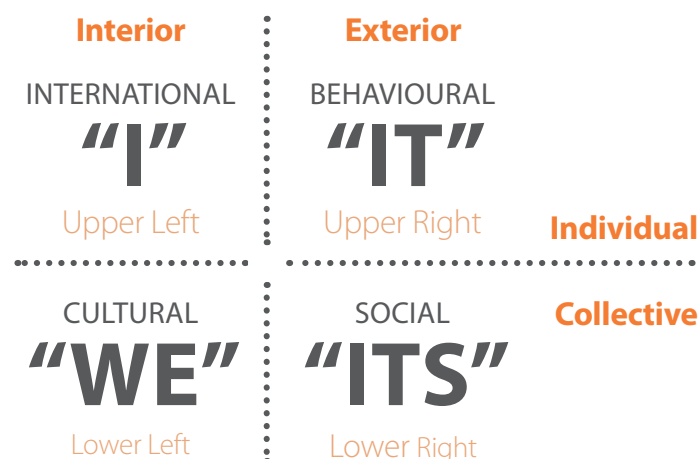 Interior Exterior
INTERNATIONAL BEHAVIOURAL
“I” “IT”
Upper Left Upper Right Individual
CULTURAL SOCIAL Collective
“WE” “ITS”
Lower Left Lower Right